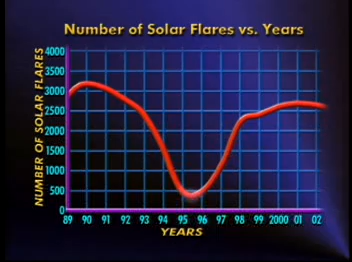 Number of Solar Flares vs. Years
NUMBER OF SOLAR FLARES
4000
3500
3000
2500
2000
1500
1000
500
0
89 90 91 92 93 94 95 96 97 98 99 2000 01 02
YEARS